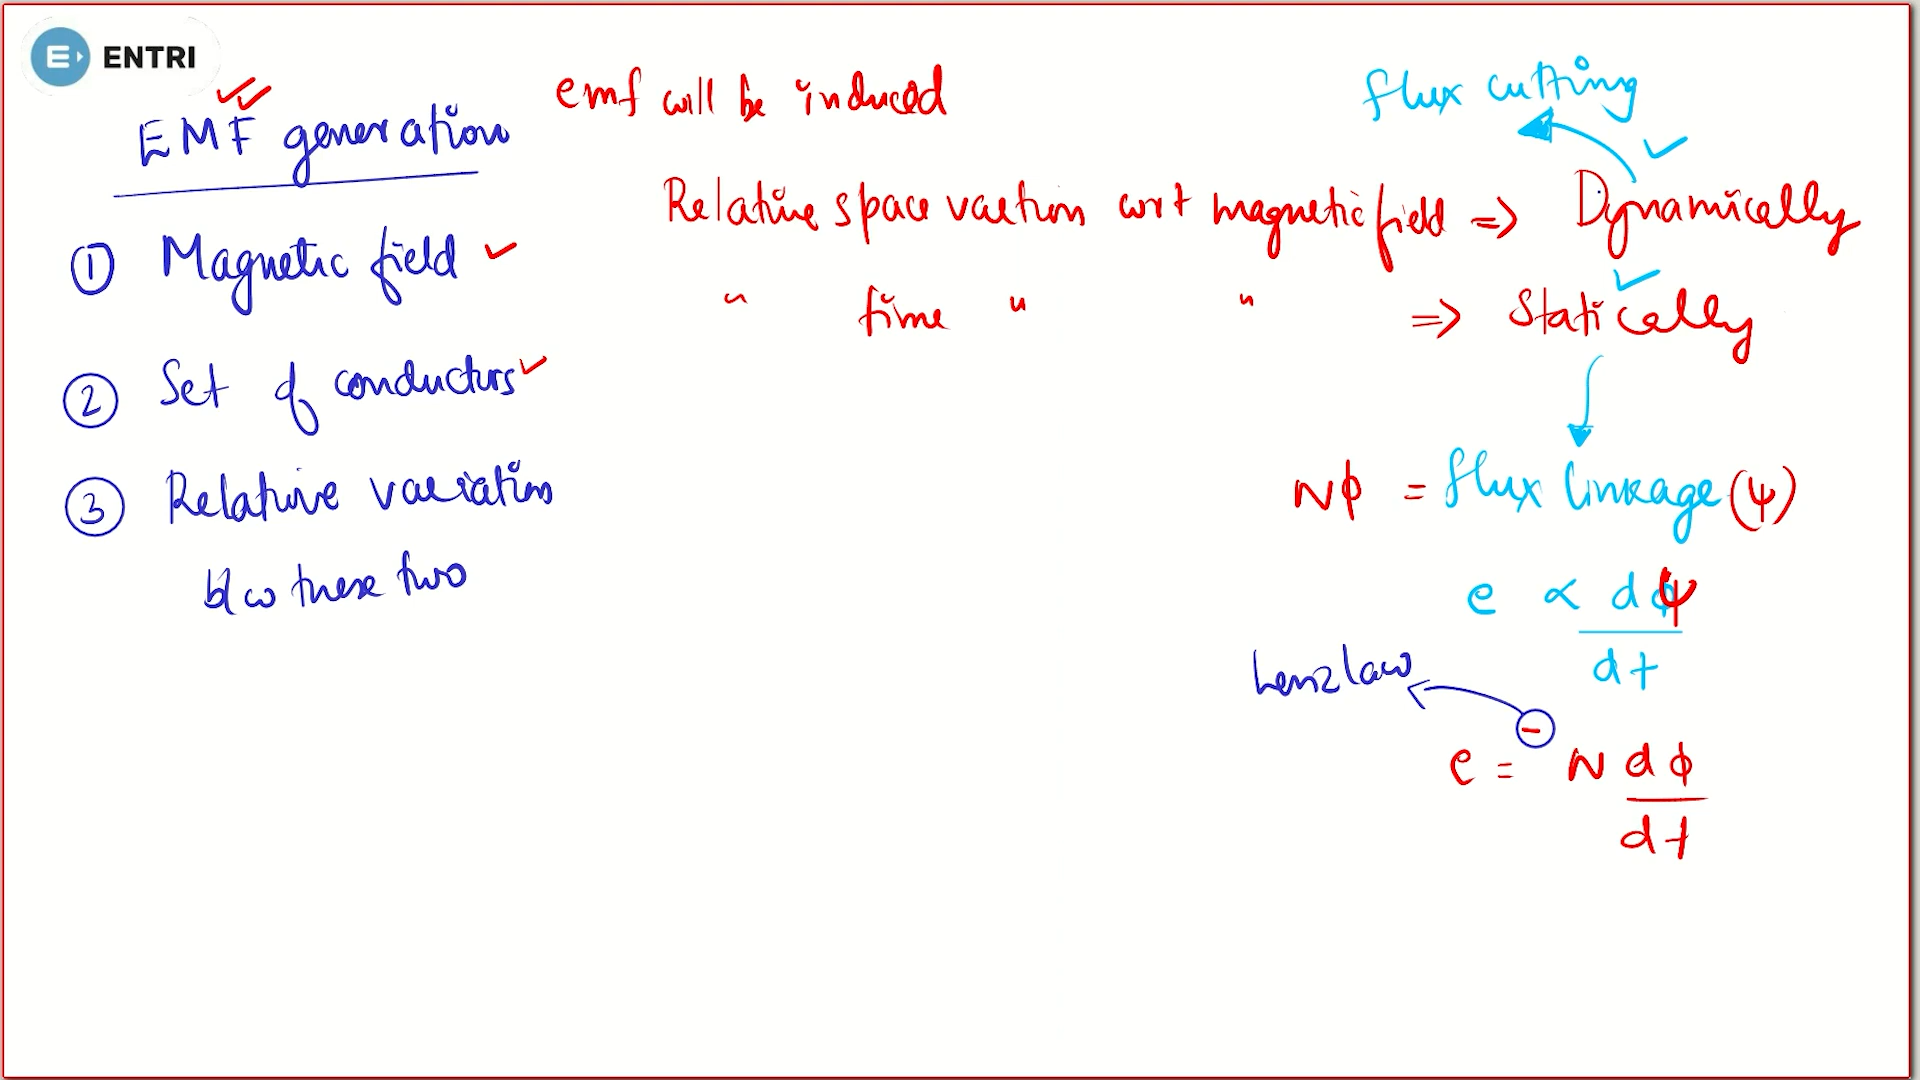 E ENTRI
EMF generation
① Magnetic field
② Set of conductors
③ Relative variation
b/w these two
emf will be induced
flux cutting
Relative space vaetion wrt magnetic field => Dynamically
" time " " => Statically
Nφ = flux linkage (ψ)
e ∝ dψ
dt
Lenz law
-
e = N dφ
dt